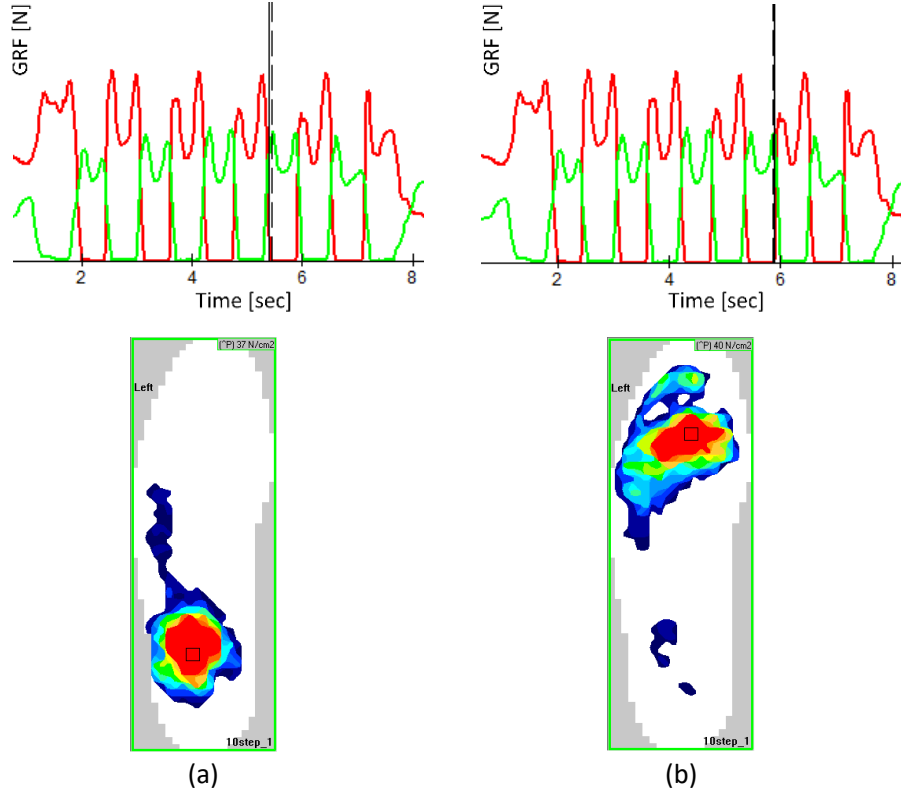 GRF [N]
2 4 6 8
Time [sec]
GRF [N]
2 4 6 8
Time [sec]
(^P) 37 N/cm2
Left
10step_1
(^P) 40 N/cm2
Left
10step_1
(a)
(b)